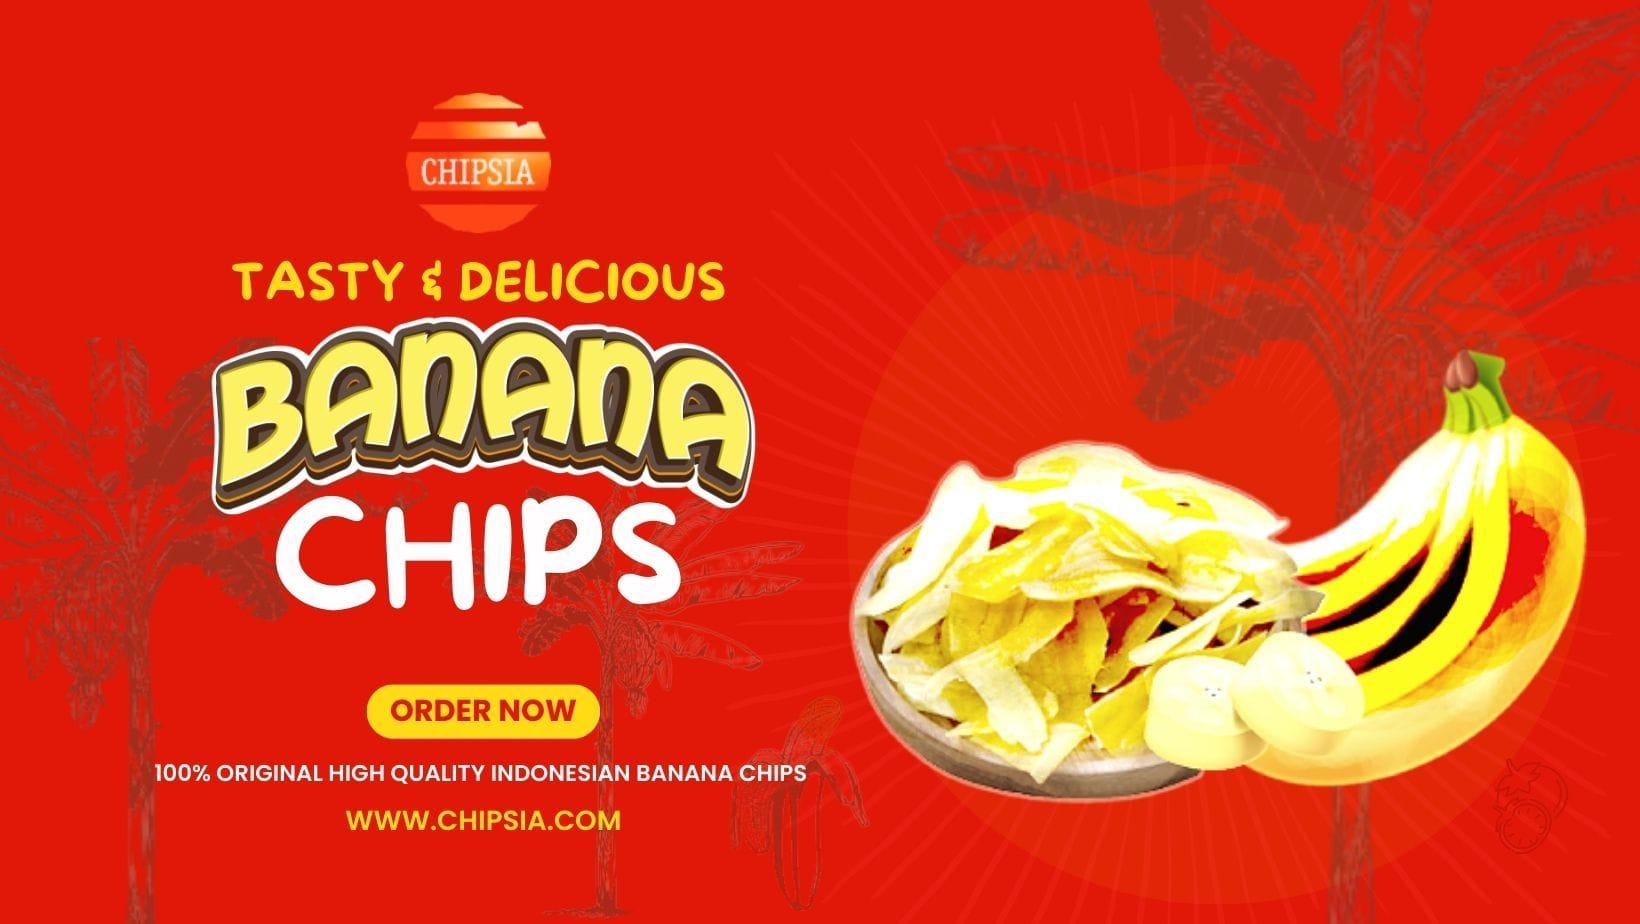 CHIPSIA
TASTY & DELICIOUS
BANANA
CHIPS
ORDER NOW
100% ORIGINAL HIGH QUALITY INDONESIAN BANANA CHIPS
WWW.CHIPSIA.COM